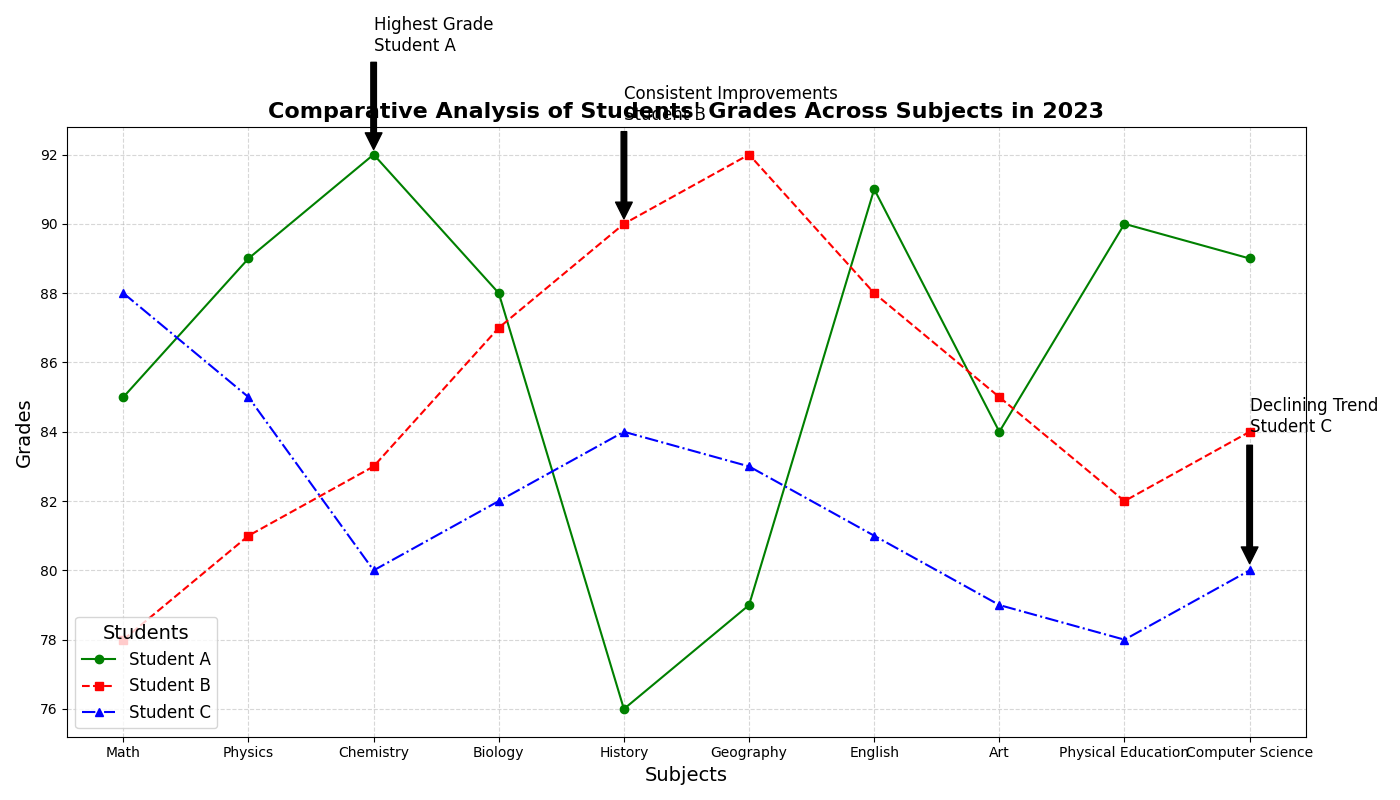 Highest Grade
Student A
Consistent Improvements
Student B
Comparative Analysis of Students' Grades Across Subjects in 2023
92
90
88
86
84
82
80
78
76
Grades
Declining Trend
Student C
Students
Student A
Student B
Student C
Math
Physics
Chemistry
Biology
History
Geography
English
Art
Physical Education
Computer Science
Subjects